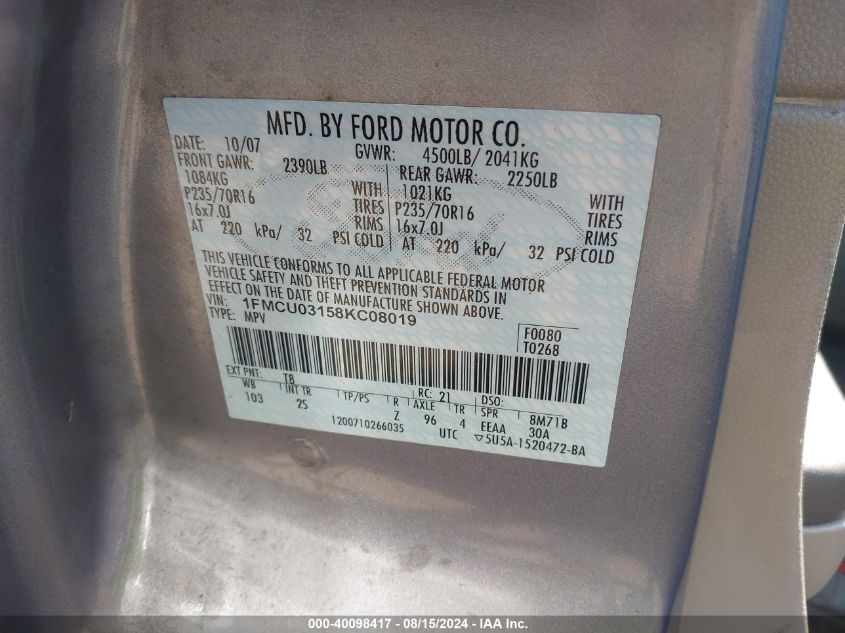 MFD. BY FORD MOTOR CO.
DATE: 10/07 GVWR: 4500LB/ 2041KG
FRONT GAWR: 2390LB REAR GAWR: 2250LB
1084KG WITH 1021KG WITH
P235/70R16 TIRES P235/70R16 TIRES
16x7.0J RIMS 16x7.0J RIMS
AT 220 kPa/ 32 PSI COLD AT 220 kPa/ 32 PSI COLD
THIS VEHICLE CONFORMS TO ALL APPLICABLE FEDERAL MOTOR
VEHICLE SAFETY AND THEFT PREVENTION STANDARDS IN
EFFECT ON THE DATE OF MANUFACTURE SHOWN ABOVE.
VIN: 1FMCU03158KC08019
TYPE: MPV
F0080
T0268
EXT PNT: T8 RC: 21 DSO:
WB INT TR TP/PS R AXLE TR SPR 8M71B
103 2S Z 96 4 EEAA 30A
1200710266035 UTC ▽5U5A-1520472-BA
000-40098417 - 08/15/2024 - IAA Inc.